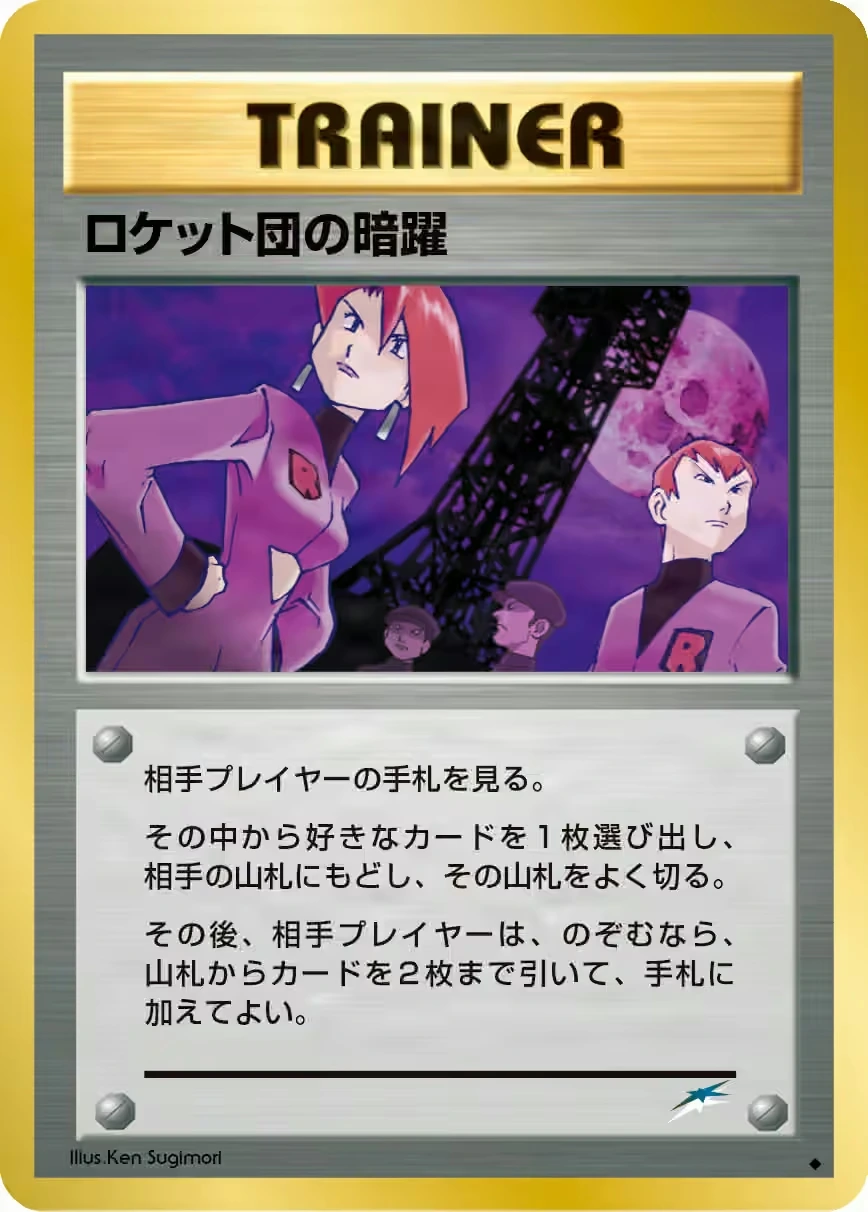 TRAINER
ロケット団の暗躍
R
R
相手プレイヤーの手札を見る。
その中から好きなカードを１枚選び出し、
相手の山札にもどし、その山札をよく切る。
その後、相手プレイヤーは、のぞむなら、
山札からカードを２枚まで引いて、手札に
加えてよい。
Illus.Ken Sugimori